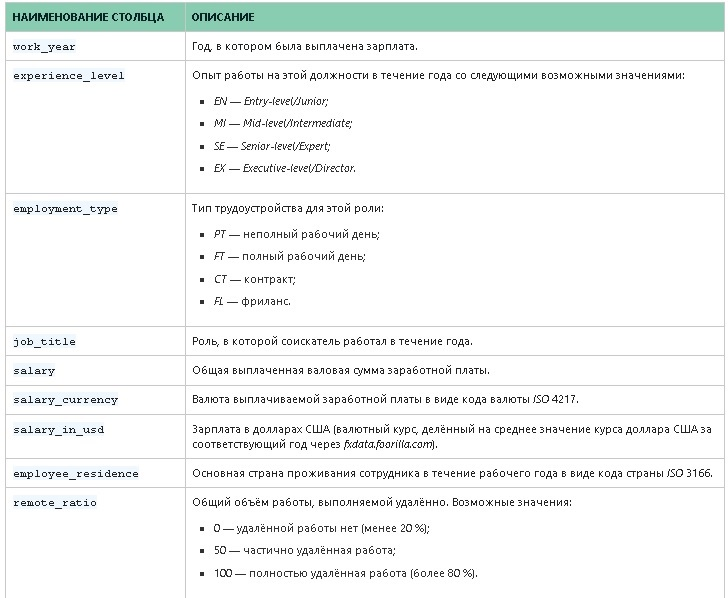 НАИМЕНОВАНИЕ СТОЛБЦА ОПИСАНИЕ
work_year Год, в котором была выплачена зарплата.
experience_level Опыт работы на этой должности в течение года со следующими возможными значениями:
▪ EN — Entry-level/Junior;
▪ MI — Mid-level/Intermediate;
▪ SE — Senior-level/Expert;
▪ EX — Executive-level/Director.
employment_type Тип трудоустройства для этой роли:
▪ PT — неполный рабочий день;
▪ FT — полный рабочий день;
▪ CT — контракт;
▪ FL — фриланс.
job_title Роль, в которой соискатель работал в течение года.
salary Общая выплаченная валовая сумма заработной платы.
salary_currency Валюта выплачиваемой заработной платы в виде кода валюты ISO 4217.
salary_in_usd Зарплата в долларах США (валютный курс, делённый на среднее значение курса доллара США за
соответствующий год через fxdata.foorilla.com).
employee_residence Основная страна проживания сотрудника в течение рабочего года в виде кода страны ISO 3166.
remote_ratio Общий объём работы, выполняемой удалённо. Возможные значения:
▪ 0 — удалённой работы нет (менее 20 %);
▪ 50 — частично удалённая работа;
▪ 100 — полностью удалённая работа (более 80 %).